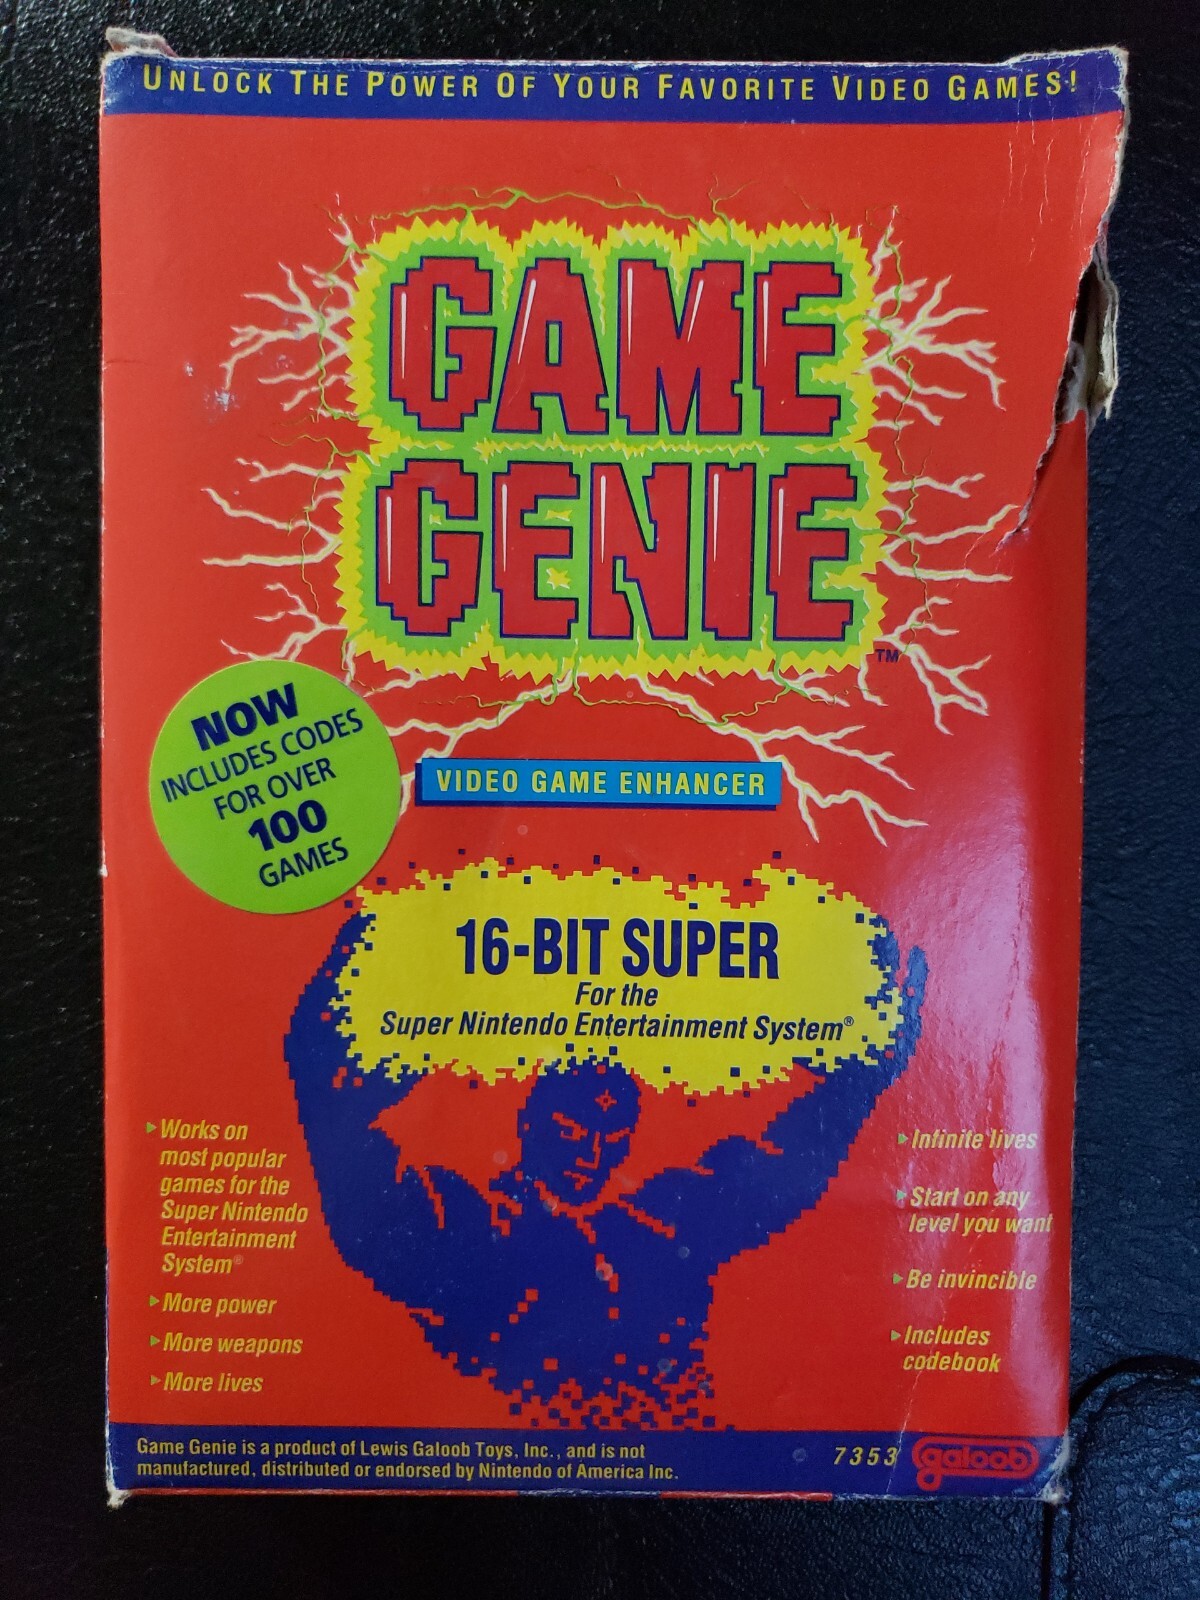 UNLOCK THE POWER OF YOUR FAVORITE VIDEO GAMES!
GAME
GENIE
TM
NOW
INCLUDES CODES
FOR OVER
100
GAMES
VIDEO GAME ENHANCER
16-BIT SUPER
For the
Super Nintendo Entertainment System®
Works on
most popular
games for the
Super Nintendo
Entertainment
System®
More power
More weapons
More lives
Infinite lives
Start on any
level you want
Be invincible
Includes
codebook
Game Genie is a product of Lewis Galoob Toys, Inc., and is not
manufactured, distributed or endorsed by Nintendo of America Inc.
7353
galoob